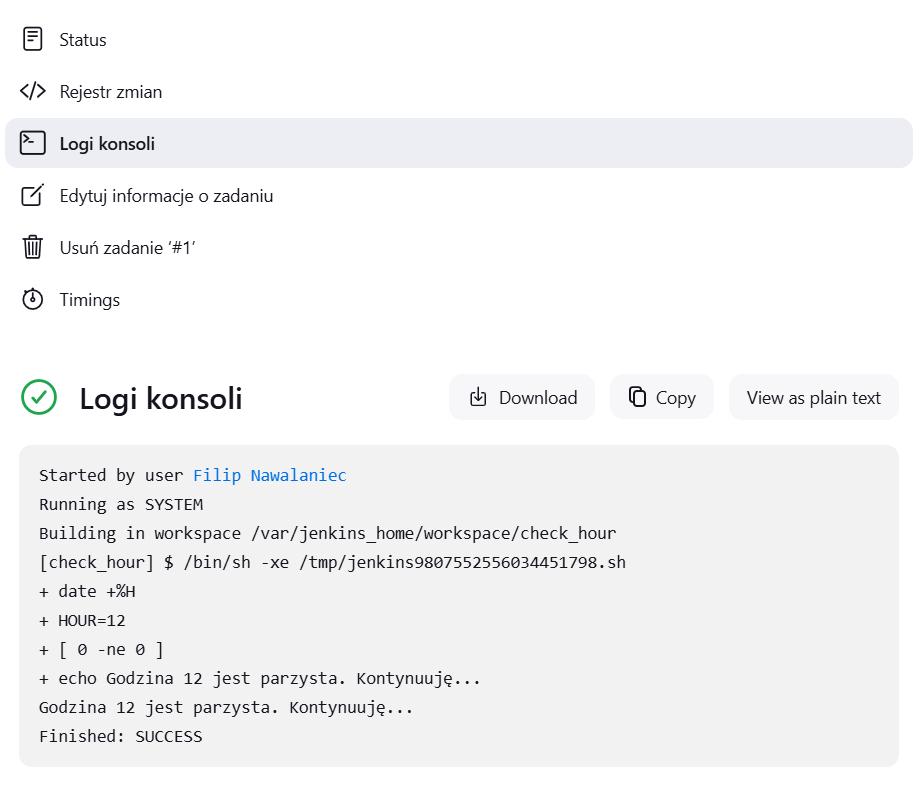 Status
Rejestr zmian
Logi konsoli
Edytuj informacje o zadaniu
Usuń zadanie ‘#1’
Timings
Logi konsoli
Download
Copy
View as plain text
Started by user Filip Nawalaniec
Running as SYSTEM
Building in workspace /var/jenkins_home/workspace/check_hour
[check_hour] $ /bin/sh -xe /tmp/jenkins9807552556034451798.sh
+ date +%H
+ HOUR=12
+ [ 0 -ne 0 ]
+ echo Godzina 12 jest parzysta. Kontynuuję...
Godzina 12 jest parzysta. Kontynuuję...
Finished: SUCCESS